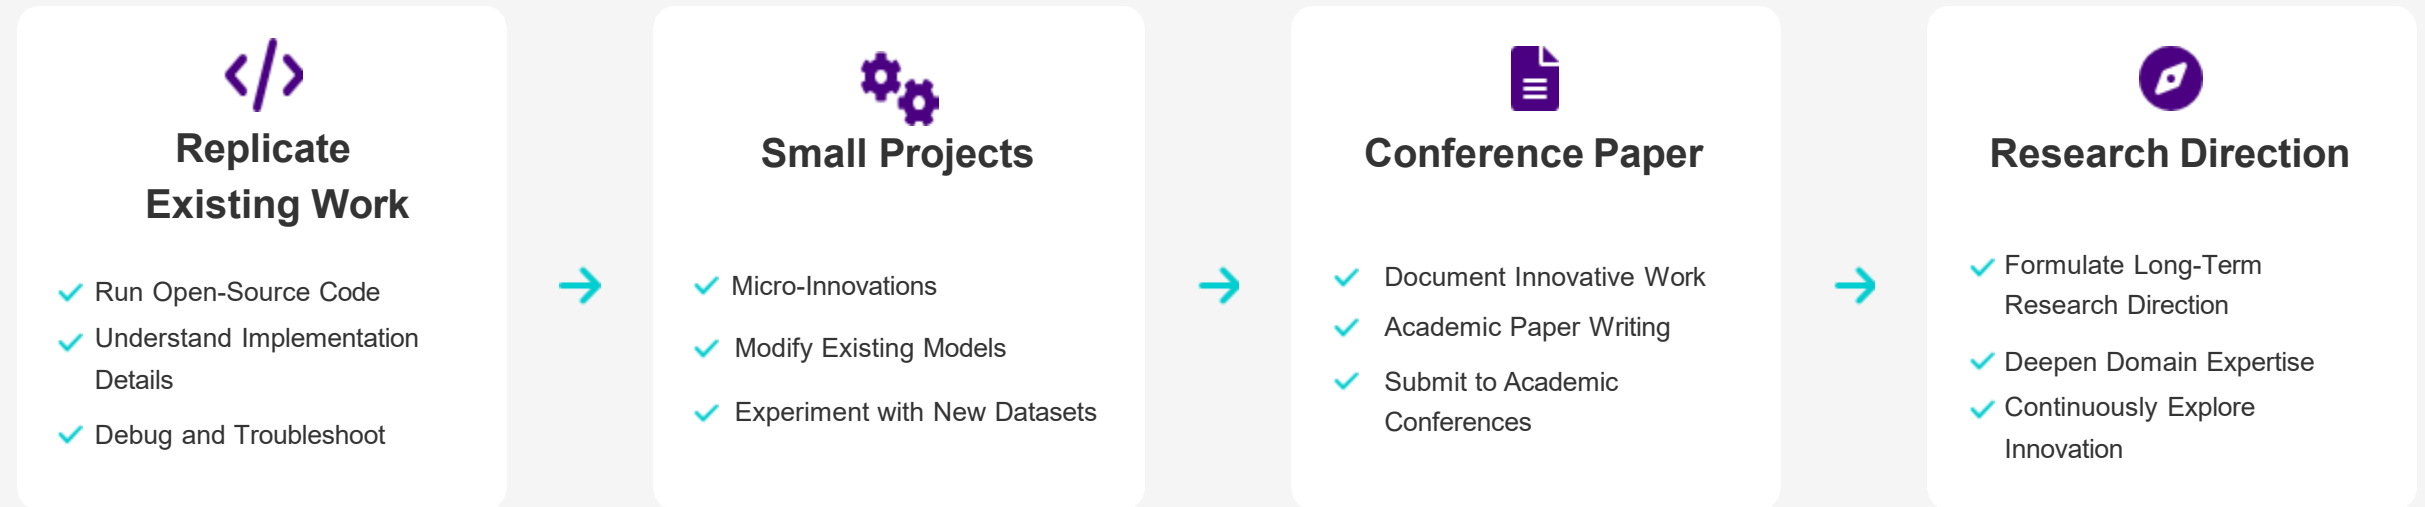 Replicate
Existing Work
Run Open-Source Code
Understand Implementation
Details
Debug and Troubleshoot
Small Projects
Micro-Innovations
Modify Existing Models
Experiment with New Datasets
Conference Paper
Document Innovative Work
Academic Paper Writing
Submit to Academic
Conferences
Research Direction
Formulate Long-Term
Research Direction
Deepen Domain Expertise
Continuously Explore
Innovation